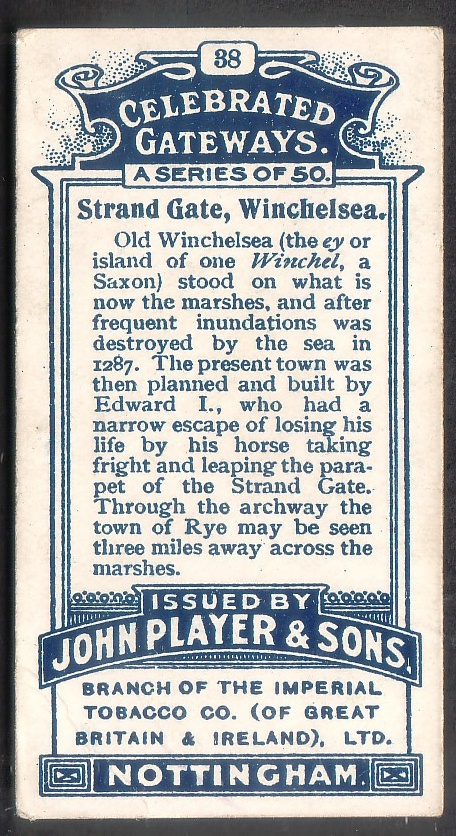 38
CELEBRATED
GATEWAYS.
A SERIES OF 50.
Strand Gate, Winchelsea.
Old Winchelsea (the ey or
island of one Winchel, a
Saxon) stood on what is
now the marshes, and after
frequent inundations was
destroyed by the sea in
1287. The present town was
then planned and built by
Edward I., who had a
narrow escape of losing his
life by his horse taking
fright and leaping the para-
pet of the Strand Gate.
Through the archway the
town of Rye may be seen
three miles away across the
marshes.
ISSUED BY
JOHN PLAYER & SONS,
BRANCH OF THE IMPERIAL
TOBACCO CO. (OF GREAT
BRITAIN & IRELAND), LTD.
NOTTINGHAM.